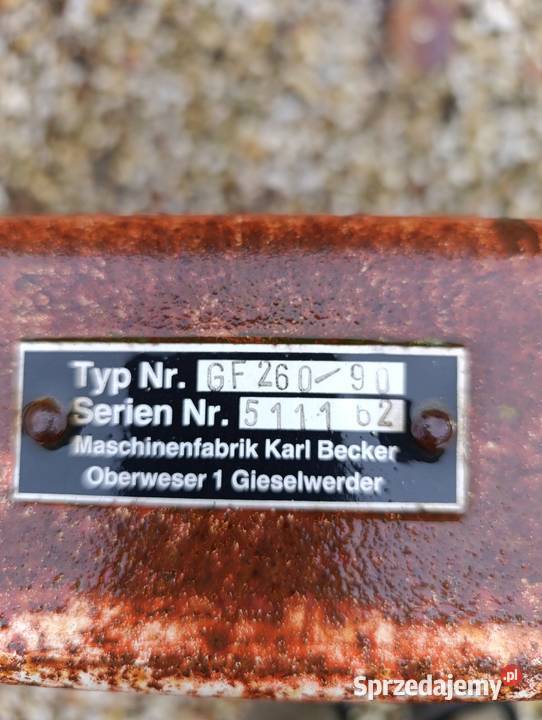 Typ Nr. GF 260-90
Serien Nr. 5111 62
Maschinenfabrik Karl Becker
Oberweser 1 Gieselwerder
Sprzedajemy.pl